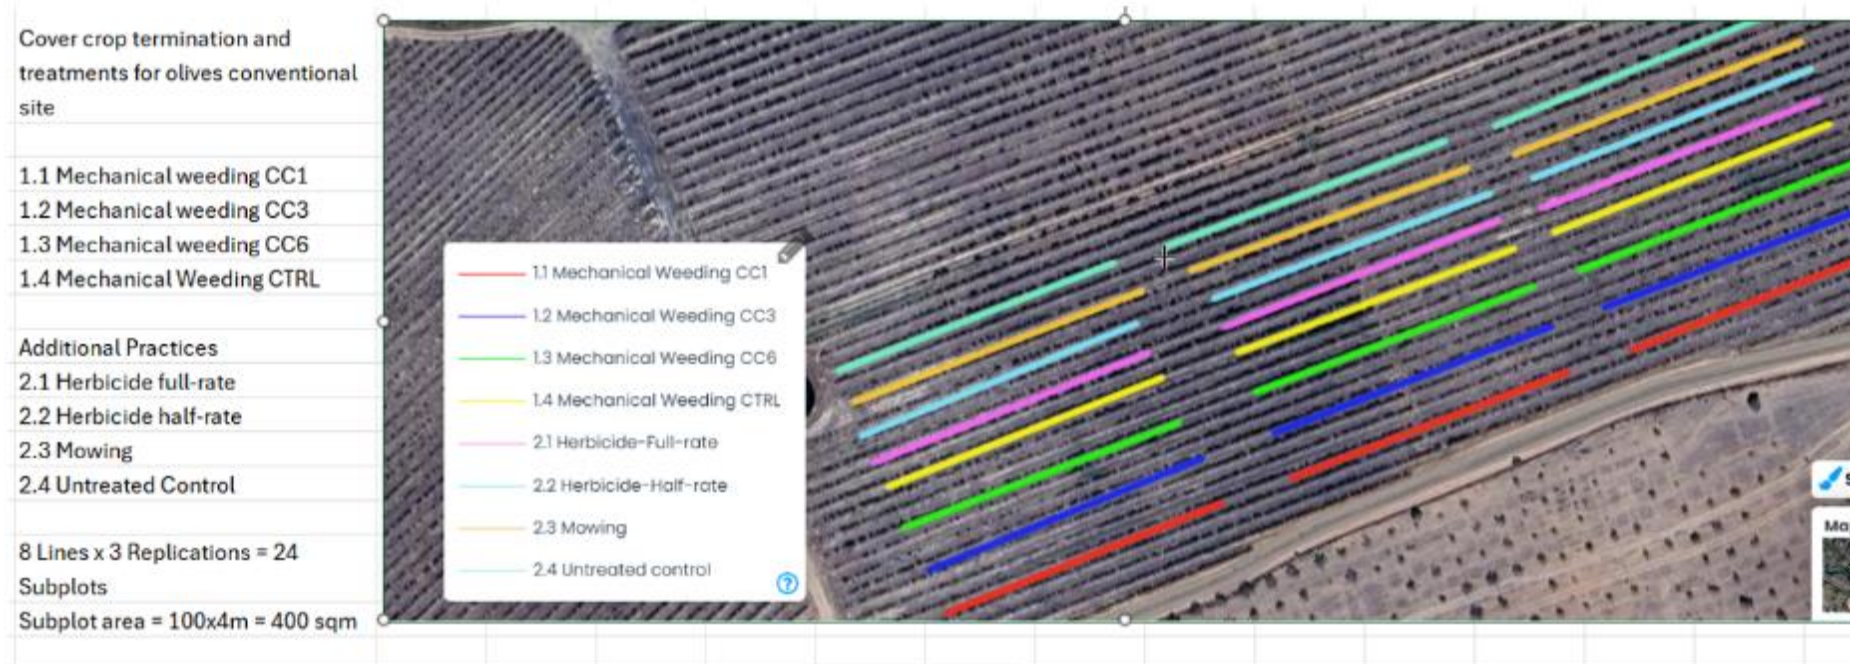 Cover crop termination and
treatments for olives conventional
site
1.1 Mechanical weeding CC1
1.2 Mechanical weeding CC3
1.3 Mechanical weeding CC6
1.4 Mechanical Weeding CTRL
Additional Practices
2.1 Herbicide full-rate
2.2 Herbicide half-rate
2.3 Mowing
2.4 Untreated Control
8 Lines x 3 Replications = 24
Subplots
Subplot area = 100x4m = 400 sqm
1.1 Mechanical Weeding CC1
1.2 Mechanical Weeding CC3
1.3 Mechanical Weeding CC6
1.4 Mechanical Weeding CTRL
2.1 Herbicide-Full-rate
2.2 Herbicide-Half-rate
2.3 Mowing
2.4 Untreated control
?